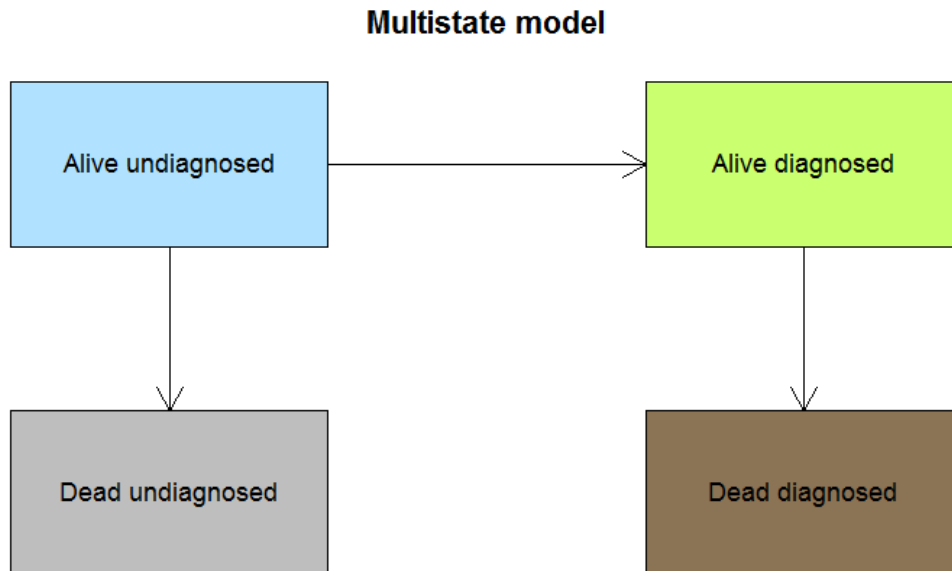 Multistate model
Alive undiagnosed
Alive diagnosed
Dead undiagnosed
Dead diagnosed